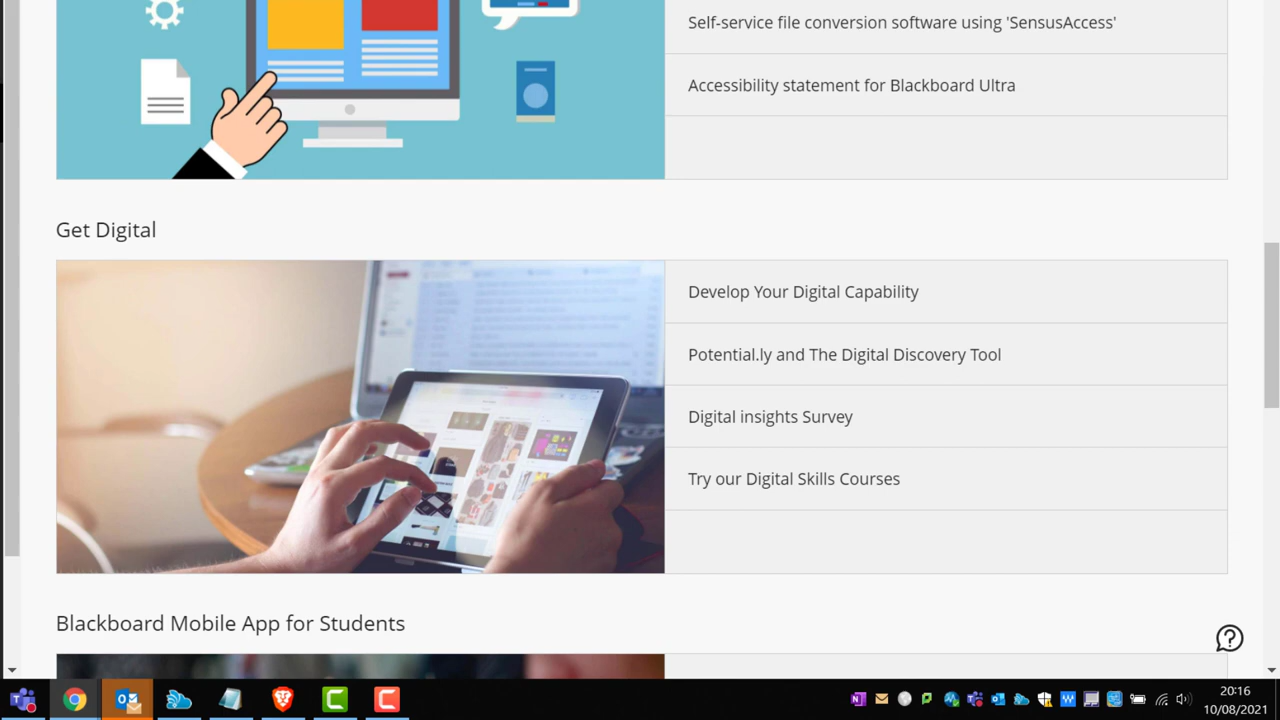 Self-service file conversion software using 'SensusAccess'
Accessibility statement for Blackboard Ultra
Get Digital
Develop Your Digital Capability
Potential.ly and The Digital Discovery Tool
Digital insights Survey
Try our Digital Skills Courses
Blackboard Mobile App for Students
20:16
10/08/2021